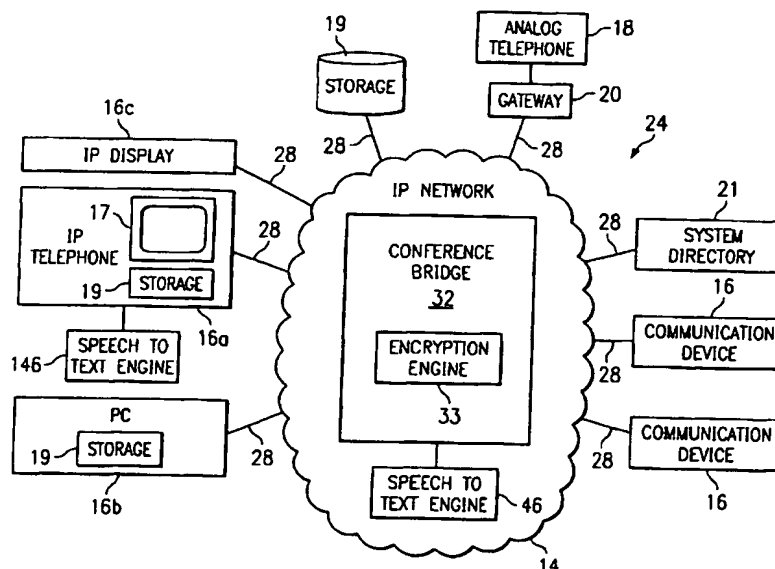 19
STORAGE
28
ANALOG
TELEPHONE
18
GATEWAY
20
28
24
16c
IP DISPLAY
28
IP NETWORK
17
IP
TELEPHONE
19
STORAGE
16a
28
SPEECH TO
TEXT ENGINE
146
PC
19
STORAGE
16b
28
CONFERENCE
BRIDGE
32
ENCRYPTION
ENGINE
33
SPEECH TO
TEXT ENGINE
46
14
21
SYSTEM
DIRECTORY
28
16
COMMUNICATION
DEVICE
28
COMMUNICATION
DEVICE
28
16